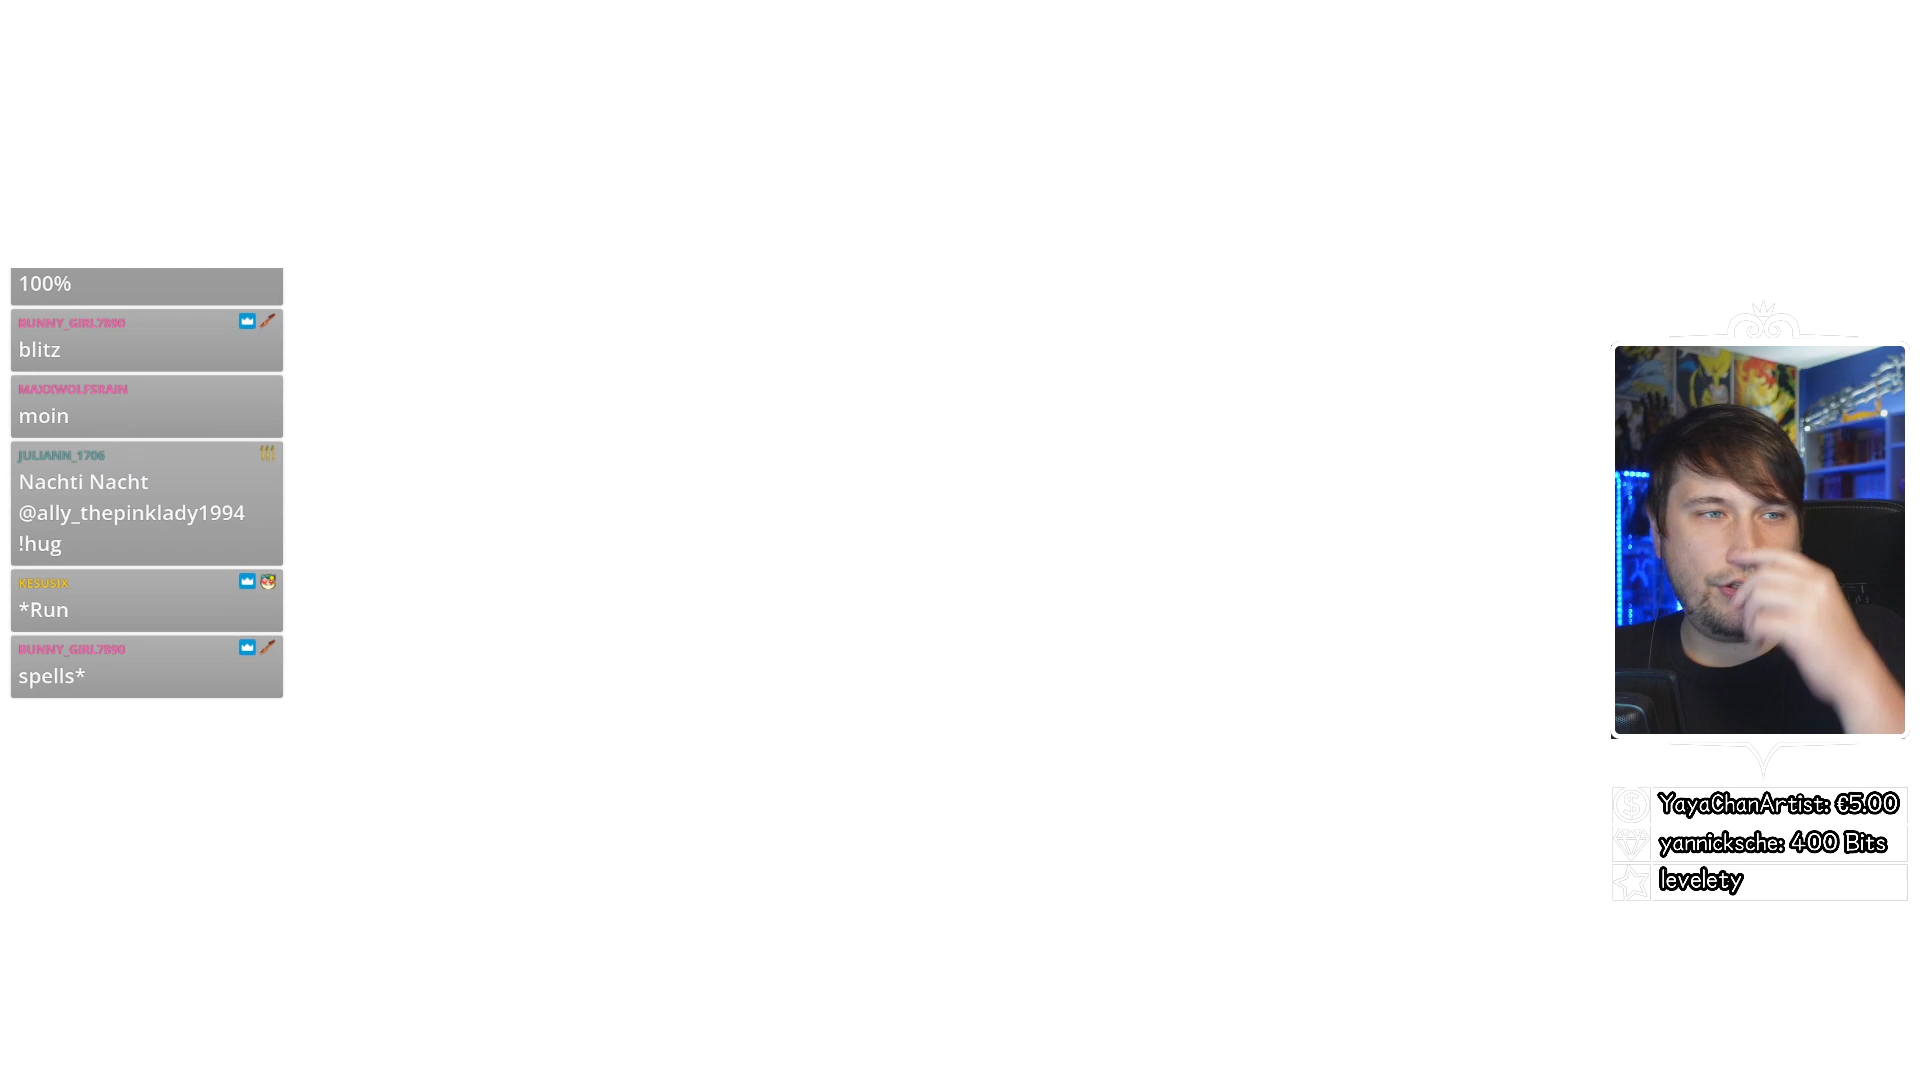 100%
BUNNY_GIRL7890
blitz
MAXXWOLFSRAIN
moin
JULIANN_1706
Nachti Nacht
@ally_thepinklady1994
!hug
KESUSIX
*Run
BUNNY_GIRL7890
spells*
YayaChanArtist: €5.00
yannicksche: 400 Bits
levelety